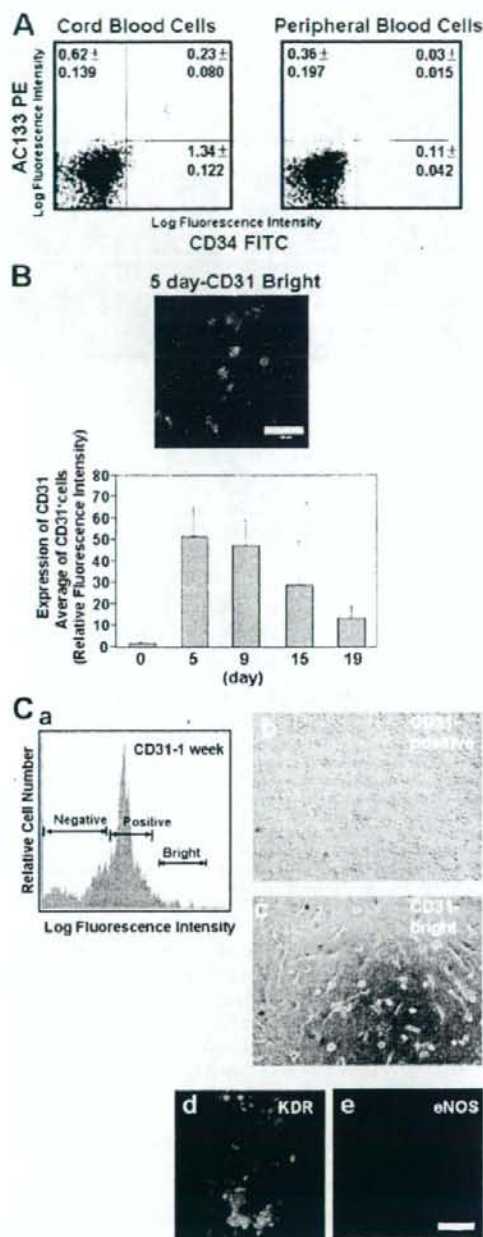 A
Cord Blood Cells
Peripheral Blood Cells
AC133 PE
Log Fluorescence Intensity
0.62 ±
0.139
0.23 ±
0.080
1.34 ±
0.122
0.36 ±
0.197
0.03 ±
0.015
0.11 ±
0.042
Log Fluorescence Intensity
CD34 FITC
B
5 day-CD31 Bright
Expression of CD31
Average of CD31⁺cells
(Relative Fluorescence Intensity)
80
70
60
50
40
30
20
10
0
0 5 9 15 19
(day)
C
a
CD31-1 week
Relative Cell Number
Negative
Positive
Bright
Log Fluorescence Intensity
b
CD31
positive
c
CD31-
bright
d
KDR
e
eNOS